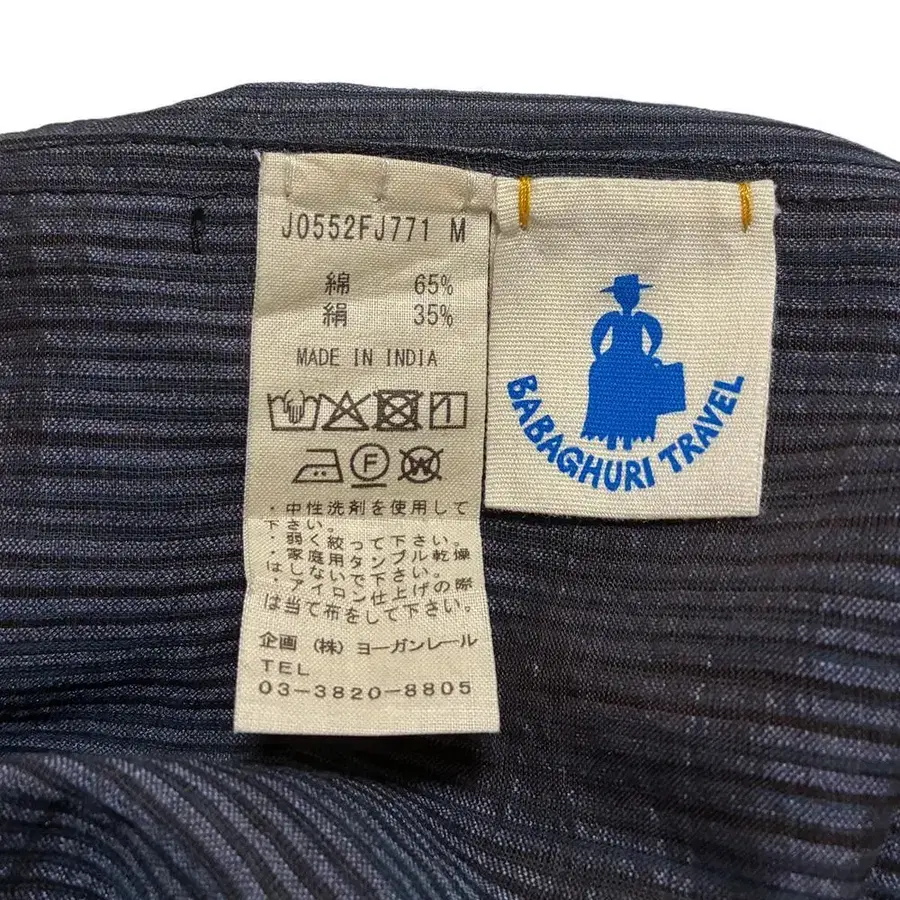 J0552FJ771 M
綿 65%
絹 35%
MADE IN INDIA
F
W
・中性洗剤を使用して
下さい。
・弱く絞って下さい。
・家庭用タンブル乾燥
はしないで下さい。
・アイロン仕上げの際
は当て布をして下さい。
企画 (株) ヨーガンレール
TEL
03-3820-8805
BABAGHURI TRAVEL